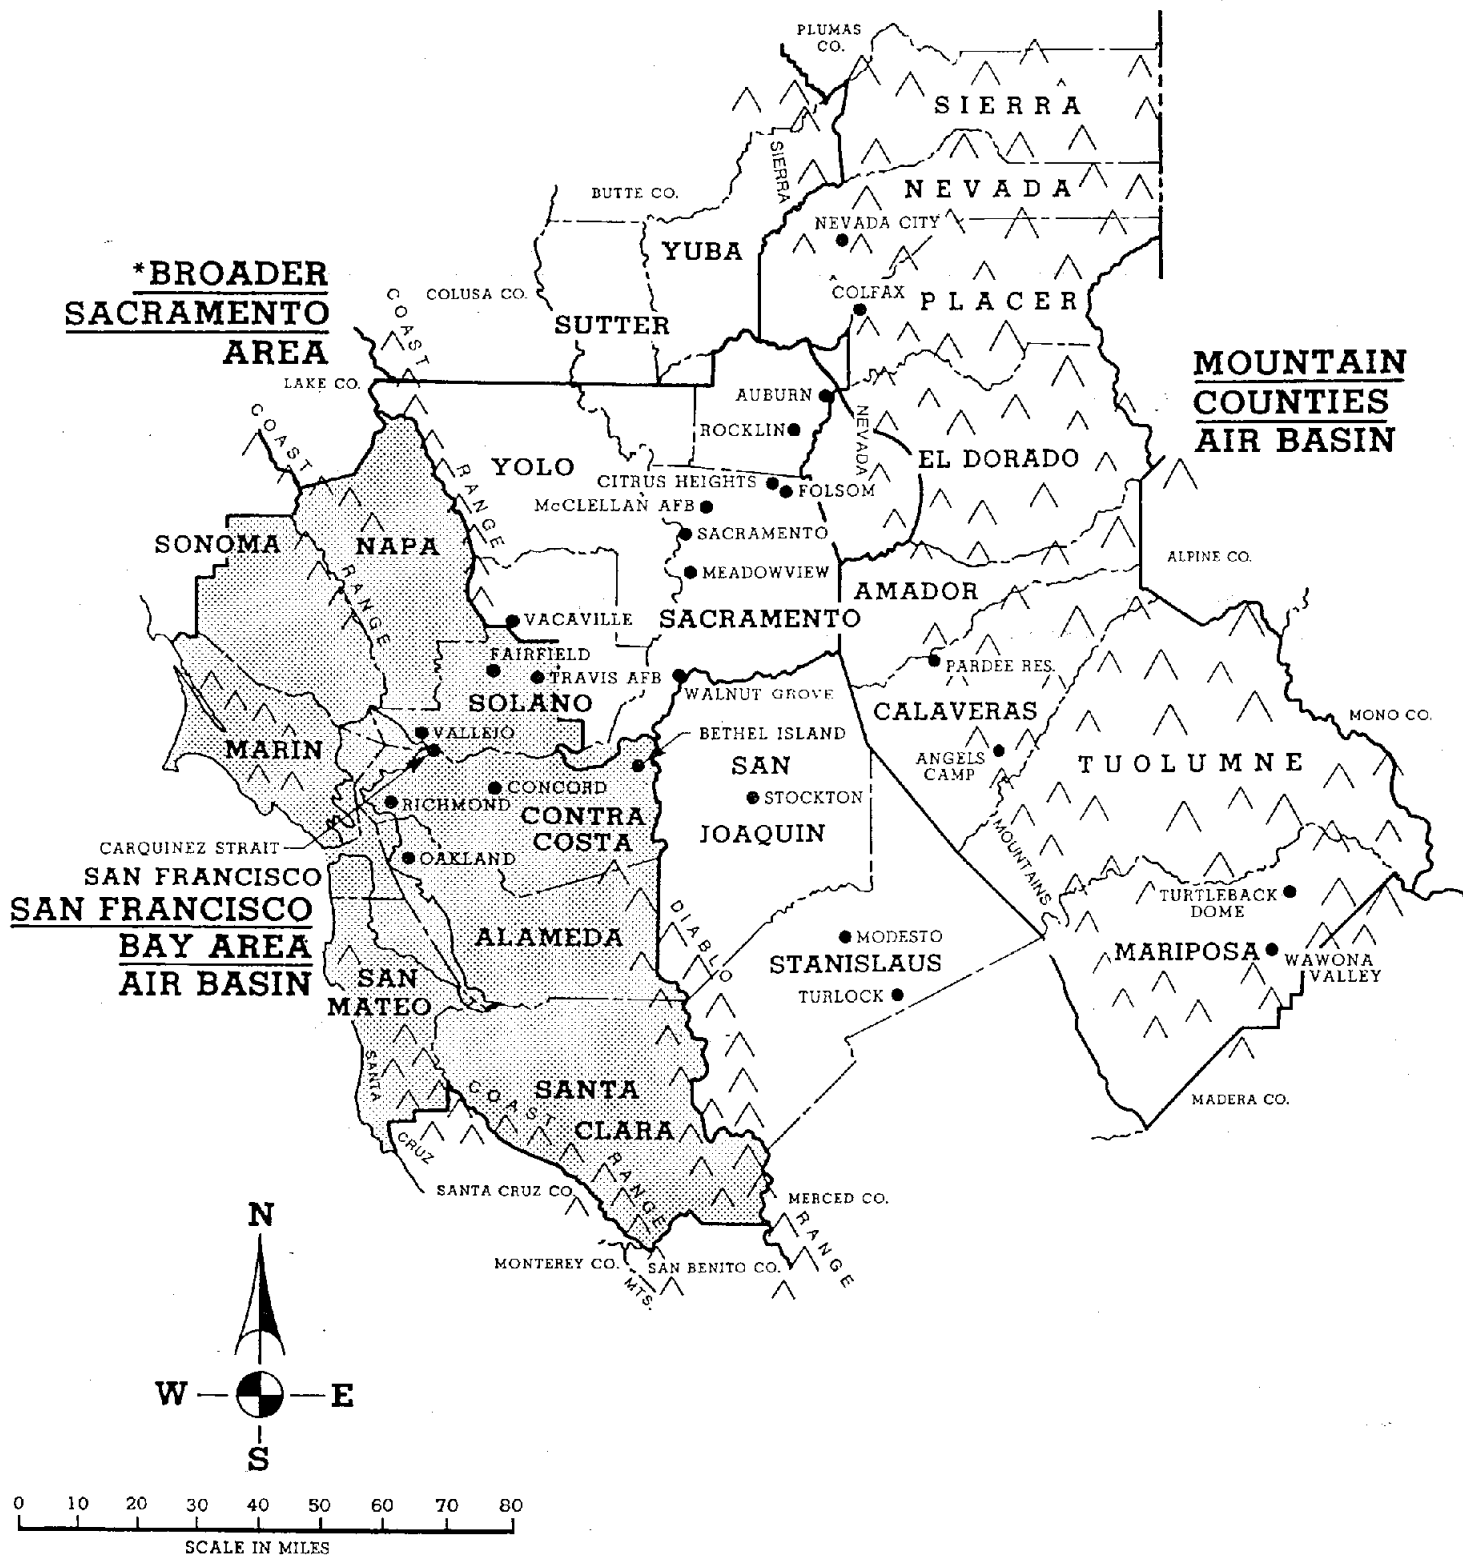 PLUMAS
CO.
SIERRA
SIERRA
BUTTE CO.
NEVADA
NEVADA CITY
YUBA
*BROADER
SACRAMENTO
AREA
COLUSA CO.
COAST
COLFAX
PLACER
SUTTER
MOUNTAIN
COUNTIES
AIR BASIN
LAKE CO.
COAST
AUBURN
ROCKLIN
NEVADA
EL DORADO
YOLO
RANGE
CITRUS HEIGHTS
FOLSOM
McCLELLAN AFB
SACRAMENTO
SONOMA
NAPA
ALPINE CO.
RANGE
MEADOWVIEW
AMADOR
VACAVILLE
SACRAMENTO
FAIRFIELD
TRAVIS AFB
PARDEE RES.
WALNUT GROVE
SOLANO
CALAVERAS
MONO CO.
VALLEJO
BETHEL ISLAND
MARIN
SAN
ANGELS
CAMP
TUOLUMNE
CONCORD
RICHMOND
STOCKTON
CONTRA
COSTA
JOAQUIN
CARQUINEZ STRAIT
OAKLAND
MOUNTAINS
SAN FRANCISCO
SAN FRANCISCO
BAY AREA
AIR BASIN
TURTLEBACK
DOME
DIABLO
ALAMEDA
MODESTO
STANISLAUS
MARIPOSA
WAWONA
VALLEY
SAN
MATEO
TURLOCK
SANTA
COAST
SANTA
CLARA
MADERA CO.
CRUZ
RANGE
SANTA CRUZ CO.
MERCED CO.
RANGE
MONTEREY CO.
SAN BENITO CO.
MTS.
N
W
E
S
0 10 20 30 40 50 60 70 80
SCALE IN MILES